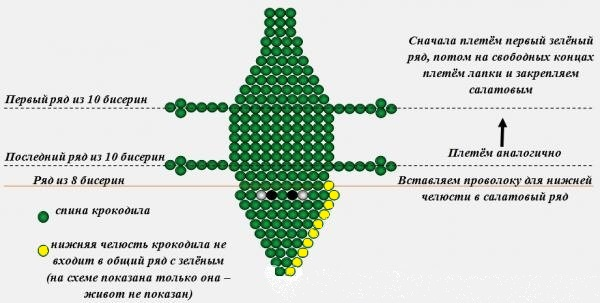 Сначала плетём первый зелёный
ряд, потом на свободных концах
плетём лапки и закрепляем
салатовым
Первый ряд из 10 бисерин
Последний ряд из 10 бисерин
Плетём аналогично
Ряд из 8 бисерин
Вставляем проволоку для нижней
челюсти в салатовый ряд
спина крокодила
нижняя челюсть крокодила не
входит в общий ряд с зелёным
(на схеме показана только она –
живот не показан)